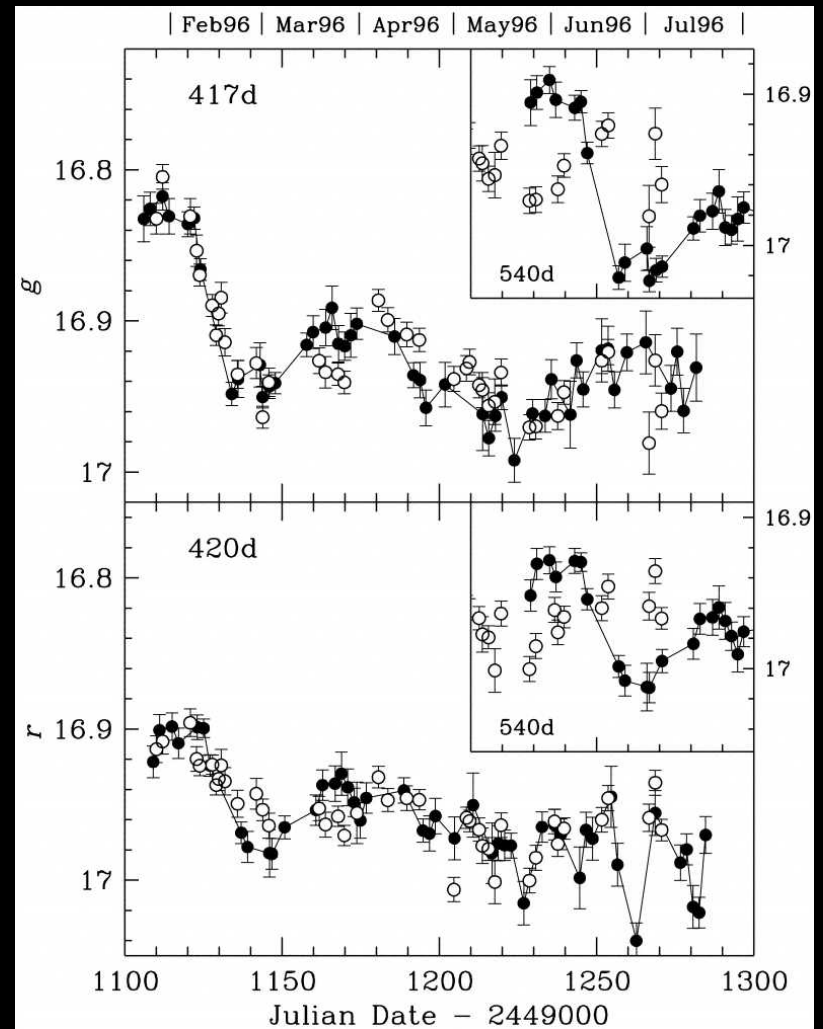 | Feb96 | Mar96 | Apr96 | May96 | Jun96 | Jul96 |
417d
16.9
16.8
17
540d
g
16.9
17
420d
16.9
16.8
17
540d
r
16.9
17
1100 1150 1200 1250 1300
Julian Date − 2449000